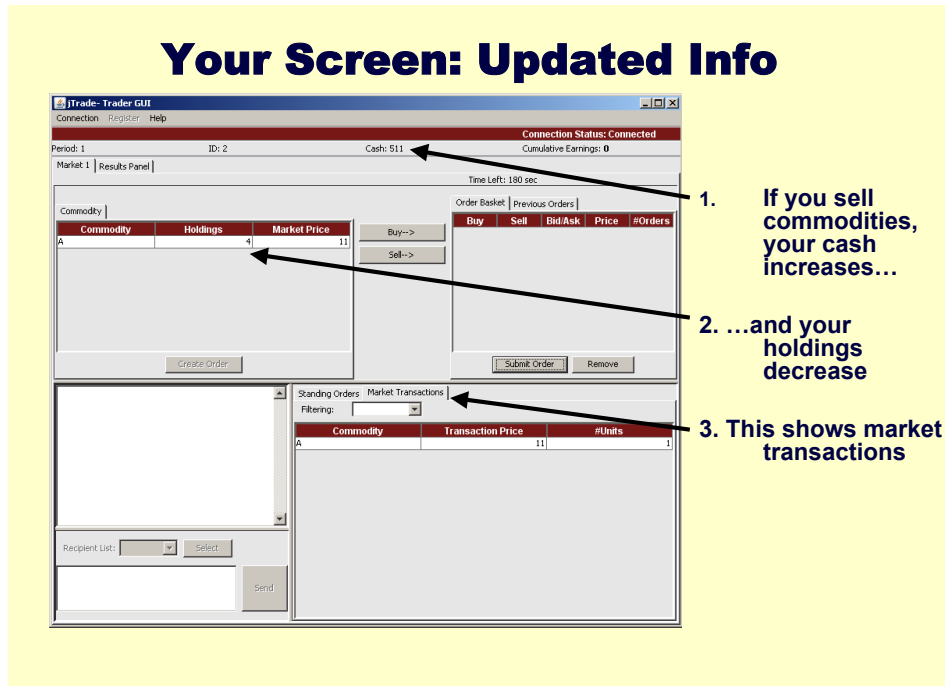 Your Screen: Updated Info
jTrade- Trader GUI
Connection Register Help
Connection Status: Connected
Period: 1 ID: 2 Cash: 511 Cumulative Earnings: 0
Market 1 Results Panel
Time Left: 180 sec
Commodity
Order Basket Previous Orders
Commodity Holdings Market Price
A 4 11
Buy-->
Sell-->
Buy Sell Bid/Ask Price #Orders
Create Order
Submit Order Remove
Standing Orders Market Transactions
Filtering:
Commodity Transaction Price #Units
A 11 1
Recipient List: Select
Send
1. If you sell
commodities,
your cash
increases…
2. …and your
holdings
decrease
3. This shows market
transactions